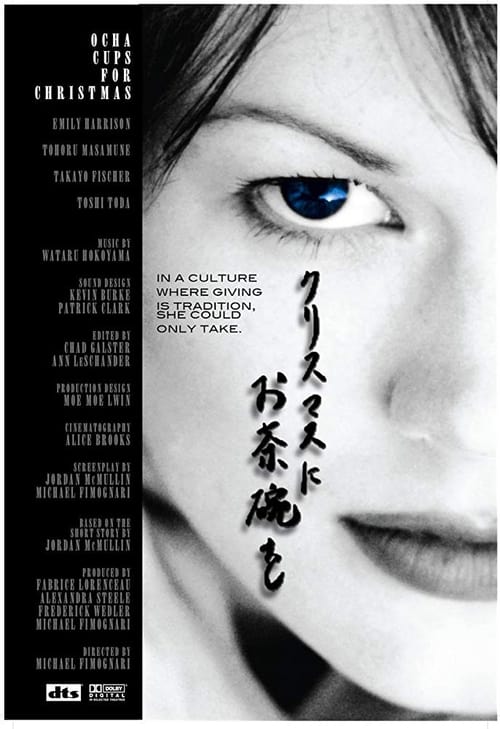 OCHA
CUPS
FOR
CHRISTMAS
EMILY HARRISON
TOHORU MASAMUNE
TAKAYO FISCHER
TOSHI TODA
MUSIC BY
WATARU HOKOYAMA
SOUND DESIGN
KEVIN BURKE
PATRICK CLARK
EDITED BY
CHAD GALSTER
ANN LESCHANDER
PRODUCTION DESIGN
MOE MOE LWIN
CINEMATOGRAPHY
ALICE BROOKS
SCREENPLAY BY
JORDAN MCMULLIN
MICHAEL FIMOGNARI
BASED ON THE
SHORT STORY BY
JORDAN MCMULLIN
PRODUCED BY
FABRICE LORENCEAU
ALEXANDRA STEELE
FREDERICK WEDLER
MICHAEL FIMOGNARI
DIRECTED BY
MICHAEL FIMOGNARI
dts
DOLBY
DIGITAL
IN SELECTED THEATRES
IN A CULTURE
WHERE GIVING
IS TRADITION,
SHE COULD
ONLY TAKE.
クリスマスに
お茶碗を